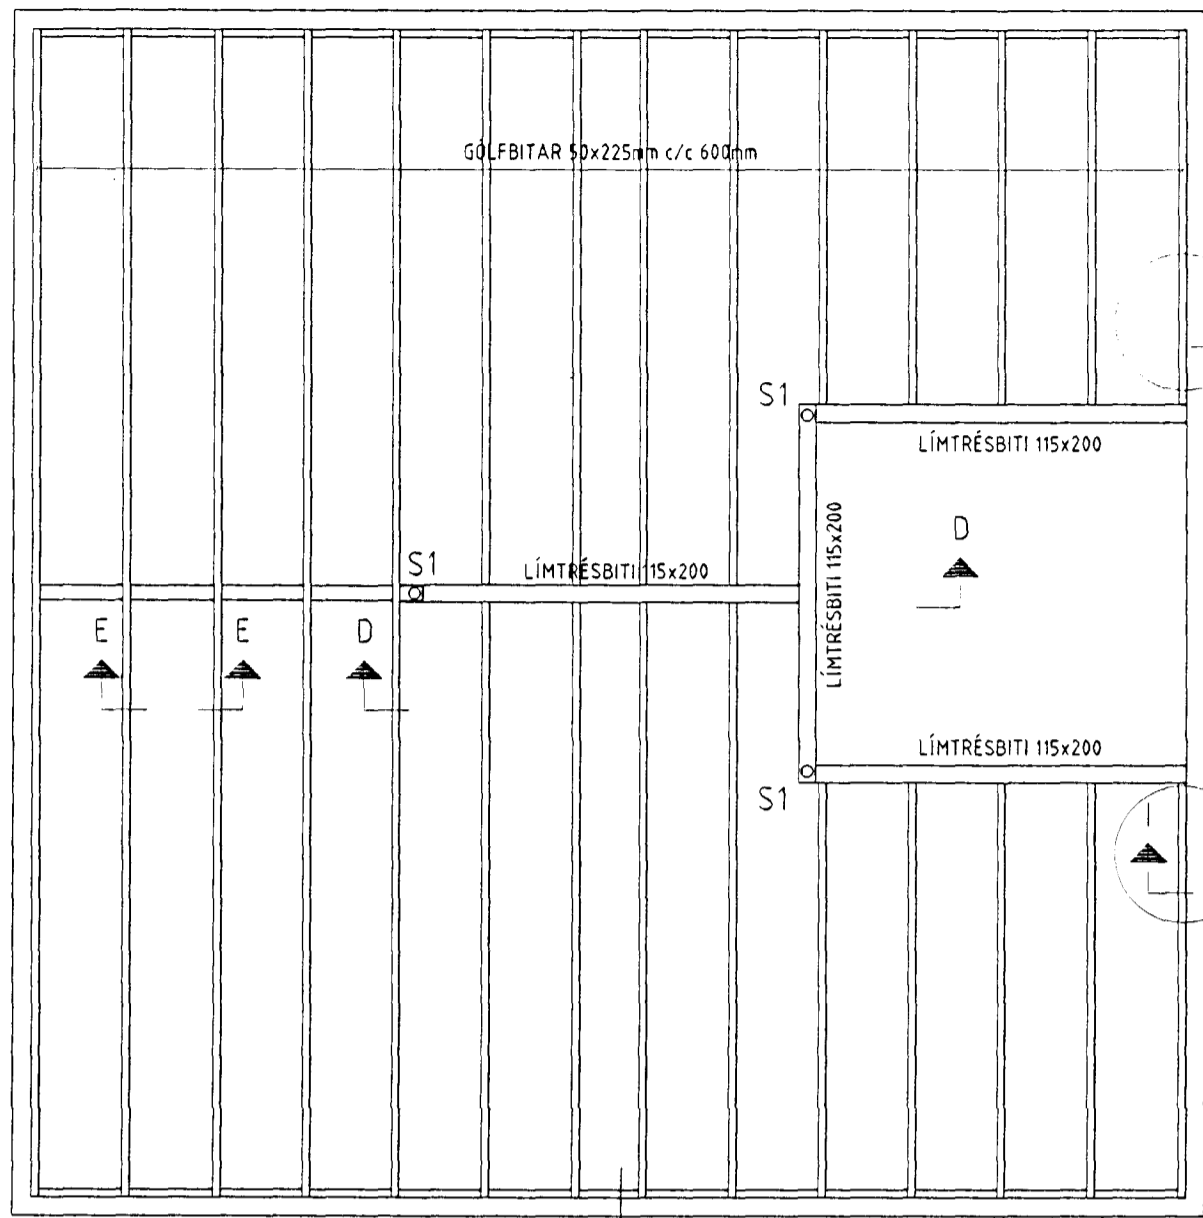 GÓLFBITAR 50x225mm c/c 600mm
S1
LÍMTRÉSBITI 115x200
LÍMTRÉSBITI 115x200
D
S1
LÍMTRÉSBITI 115x200
E
E
D
LÍMTRÉSBITI 115x200
S1